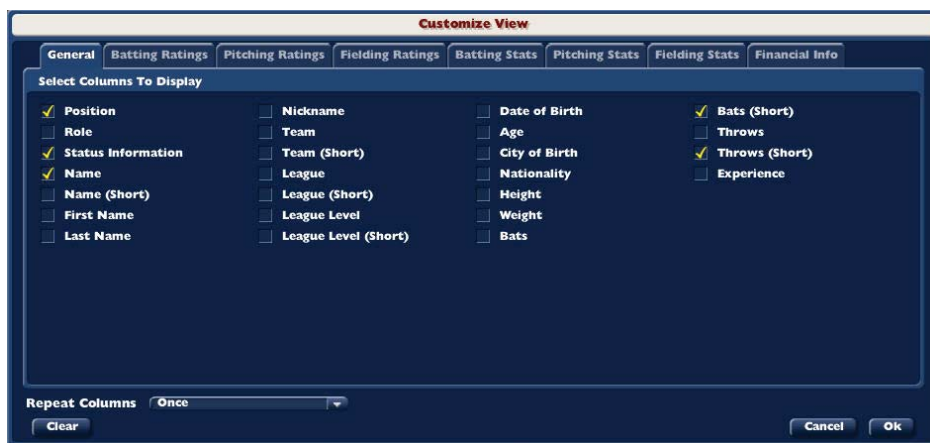 Customize View
General Batting Ratings Pitching Ratings Fielding Ratings Batting Stats Pitching Stats Fielding Stats Financial Info
Select Columns To Display
Position Nickname Date of Birth Bats (Short)
Role Team Age Throws
Status Information Team (Short) City of Birth Throws (Short)
Name League Nationality Experience
Name (Short) League (Short) Height
First Name League Level Weight
Last Name League Level (Short) Bats
Repeat Columns Once
Clear Cancel Ok